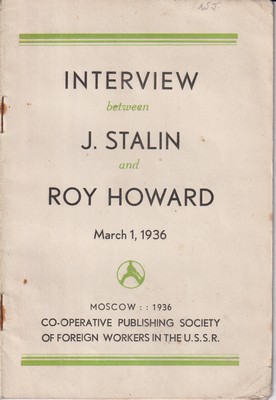 INTERVIEW
between
J. STALIN
and
ROY HOWARD
March 1, 1936
MOSCOW : : 1936
CO-OPERATIVE PUBLISHING SOCIETY
OF FOREIGN WORKERS IN THE U.S.S.R.